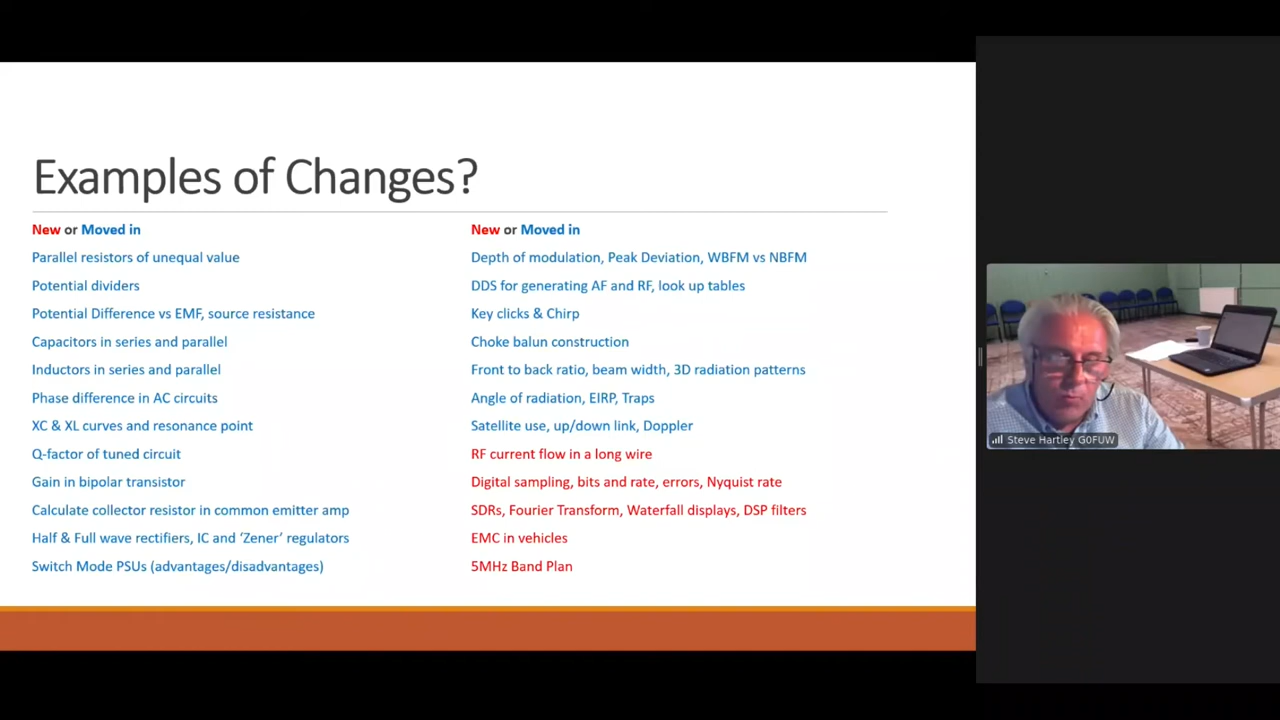 Examples of Changes?
New or Moved in
Parallel resistors of unequal value
Potential dividers
Potential Difference vs EMF, source resistance
Capacitors in series and parallel
Inductors in series and parallel
Phase difference in AC circuits
XC & XL curves and resonance point
Q-factor of tuned circuit
Gain in bipolar transistor
Calculate collector resistor in common emitter amp
Half & Full wave rectifiers, IC and ‘Zener’ regulators
Switch Mode PSUs (advantages/disadvantages)
New or Moved in
Depth of modulation, Peak Deviation, WBFM vs NBFM
DDS for generating AF and RF, look up tables
Key clicks & Chirp
Choke balun construction
Front to back ratio, beam width, 3D radiation patterns
Angle of radiation, EIRP, Traps
Satellite use, up/down link, Doppler
RF current flow in a long wire
Digital sampling, bits and rate, errors, Nyquist rate
SDRs, Fourier Transform, Waterfall displays, DSP filters
EMC in vehicles
5MHz Band Plan
Steve Hartley G0FUW